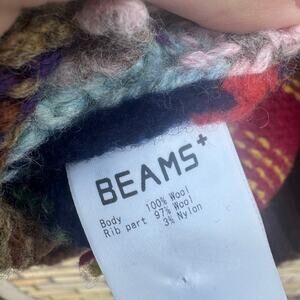 BEAMS+
Body 100% Wool
Rib part 97% Wool
3% Nylon